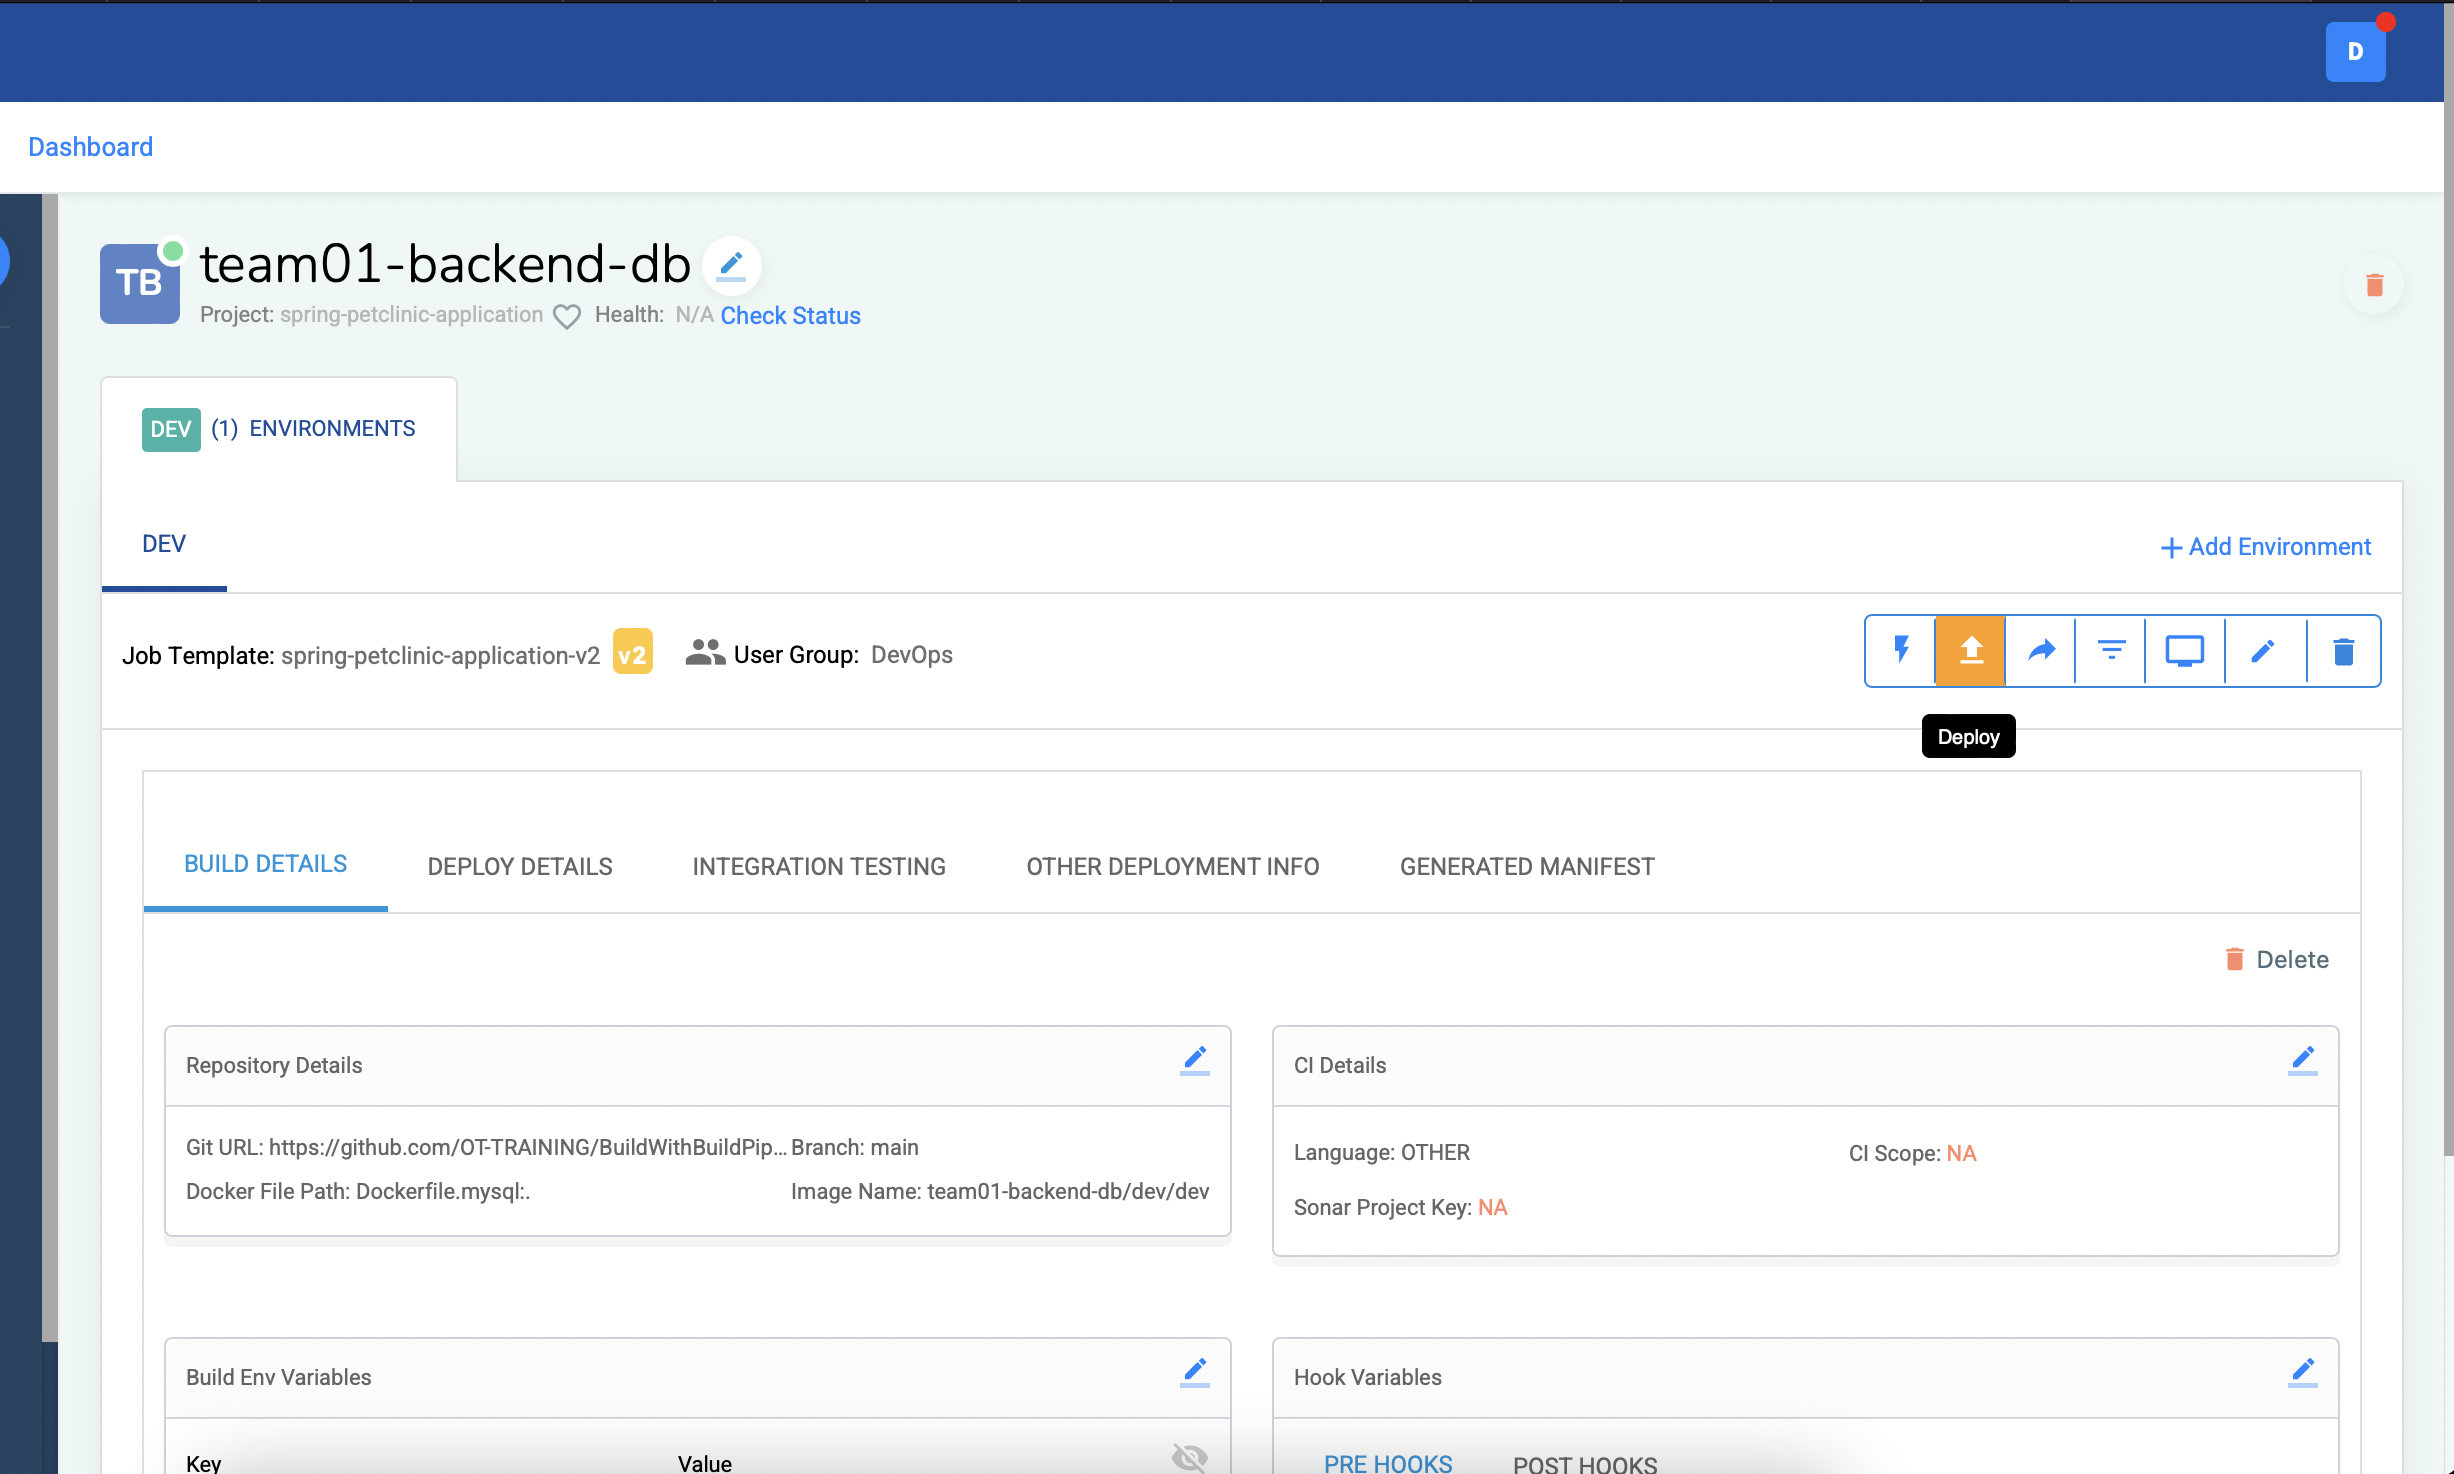 D
Dashboard
TB
team01-backend-db
Project: spring-petclinic-application Health: N/A Check Status
DEV (1) ENVIRONMENTS
DEV
Add Environment
Job Template: spring-petclinic-application-v2 v2 User Group: DevOps
Deploy
BUILD DETAILS DEPLOY DETAILS INTEGRATION TESTING OTHER DEPLOYMENT INFO GENERATED MANIFEST
Delete
Repository Details
Git URL: https://github.com/OT-TRAINING/BuildWithBuildPip... Branch: main
Docker File Path: Dockerfile.mysql:.
Image Name: team01-backend-db/dev/dev
CI Details
Language: OTHER
CI Scope: NA
Sonar Project Key: NA
Build Env Variables
Key Value
Hook Variables
PRE HOOKS POST HOOKS